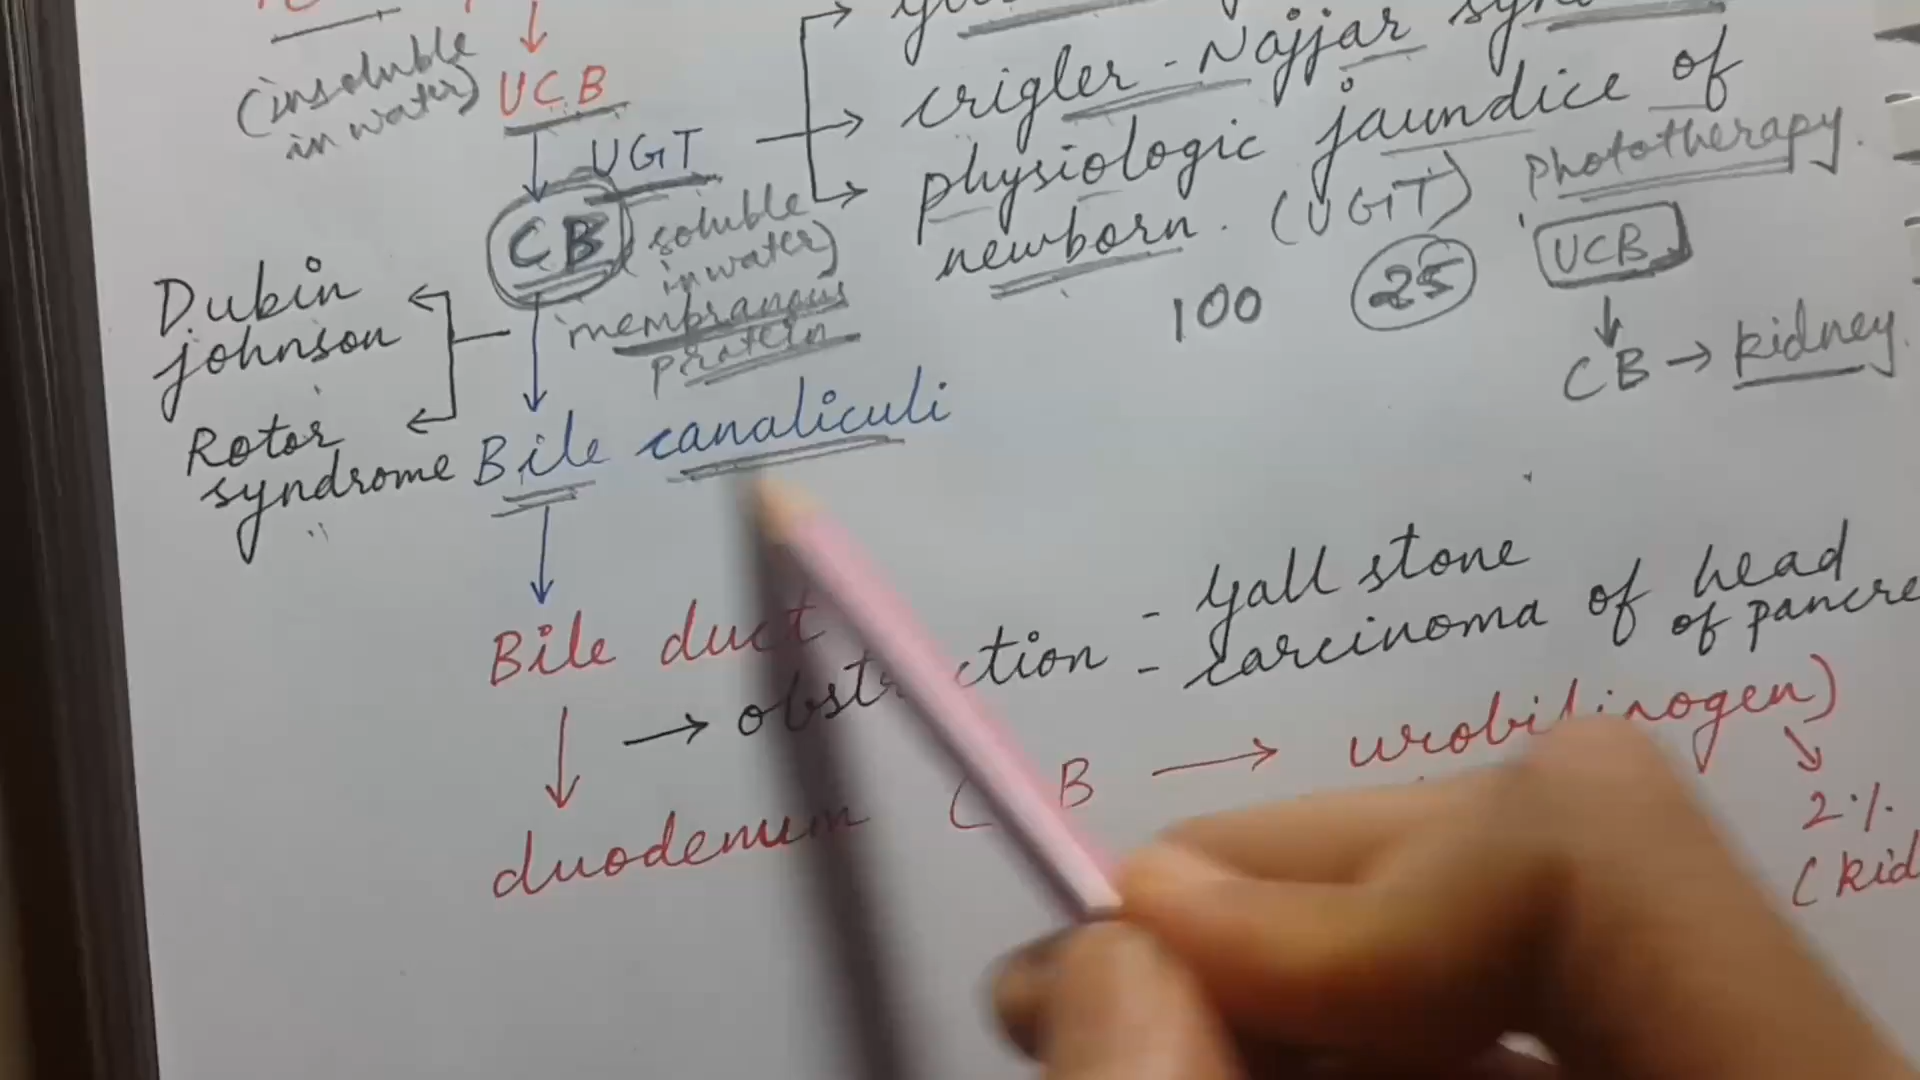 (insoluble
in water)
UCB
UGT
CB
(soluble
in water)
membranous
protein
crigler - Najjar syndrome
physiologic jaundice of
newborn. (UGT)
Phototherapy.
UCB
CB → kidney.
100
25
Dubin
johnson
Rotor
syndrome
Bile canaliculi
Bile duct
→ obstruction - gall stone
- carcinoma of head
of pancre
duodenum ( B → urobilinogen)
2%
(kid